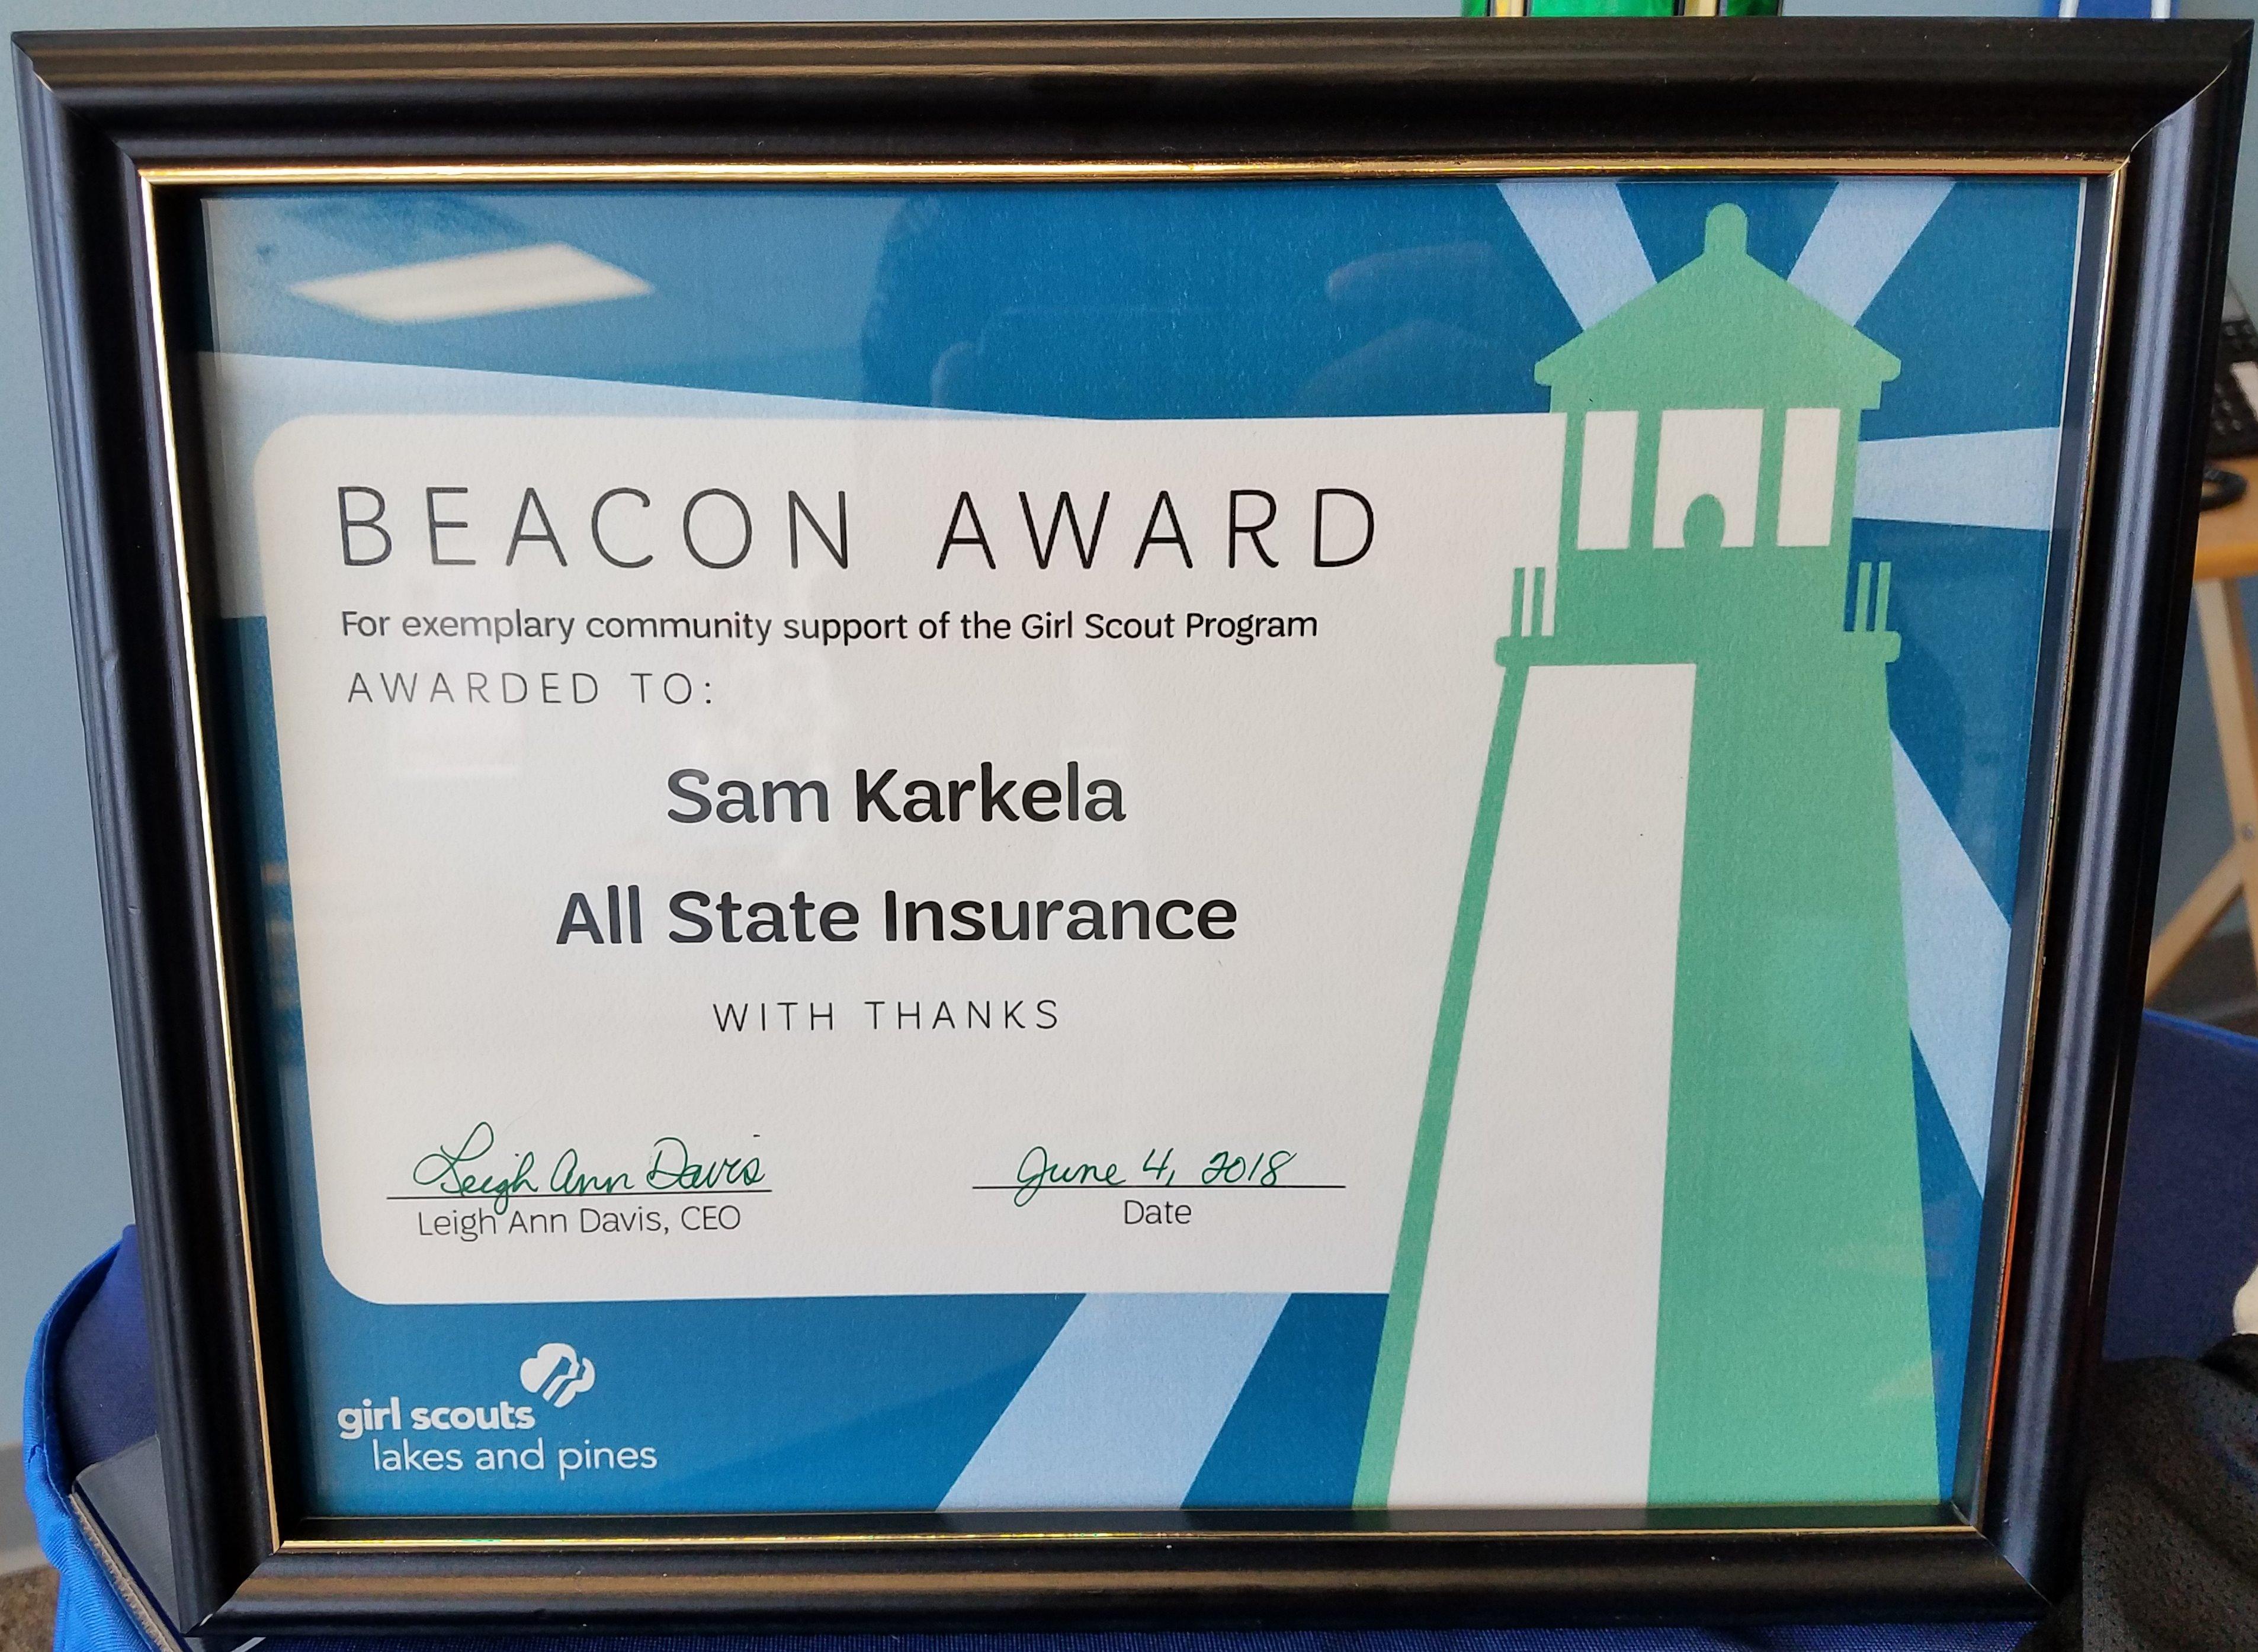 BEACON AWARD
For exemplary community support of the Girl Scout Program
AWARDED TO:
Sam Karkela
All State Insurance
WITH THANKS
Leigh Ann Davis
Leigh Ann Davis, CEO
June 4, 2018
Date
girl scouts
lakes and pines